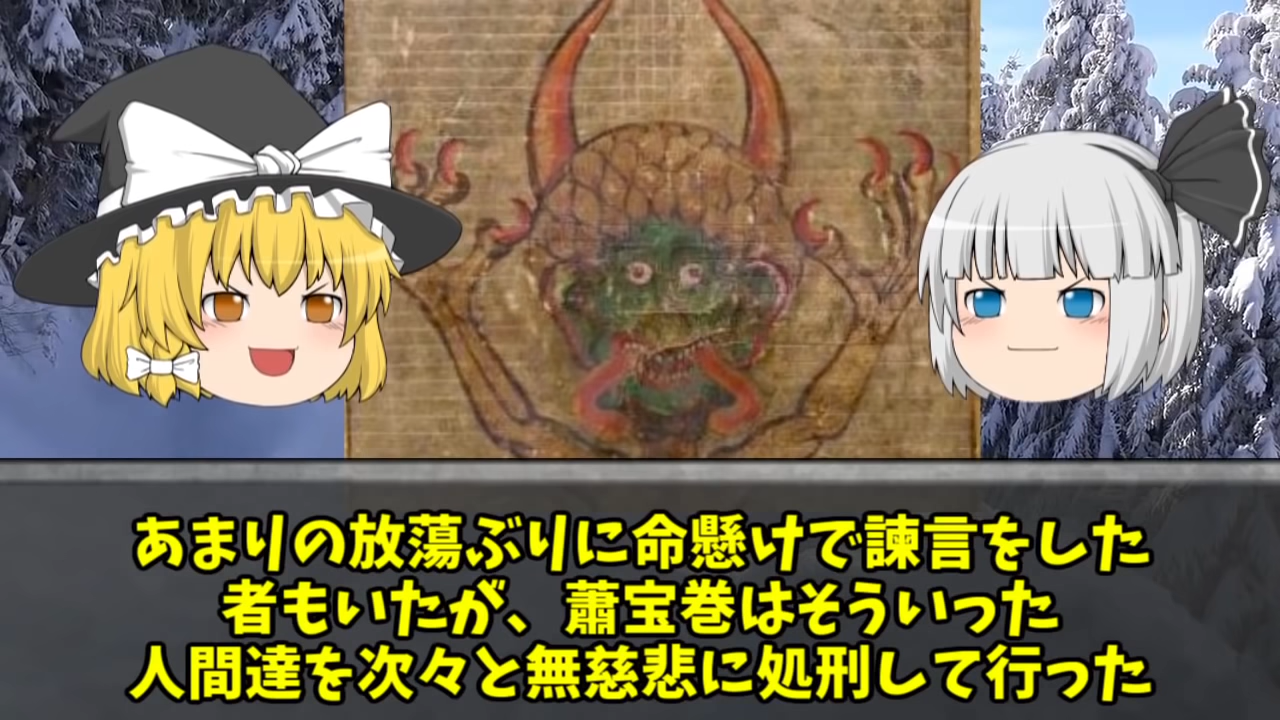 あまりの放蕩ぶりに命懸けで諫言をした
者もいたが、蕭宝巻はそういった
人間達を次々と無慈悲に処刑して行った